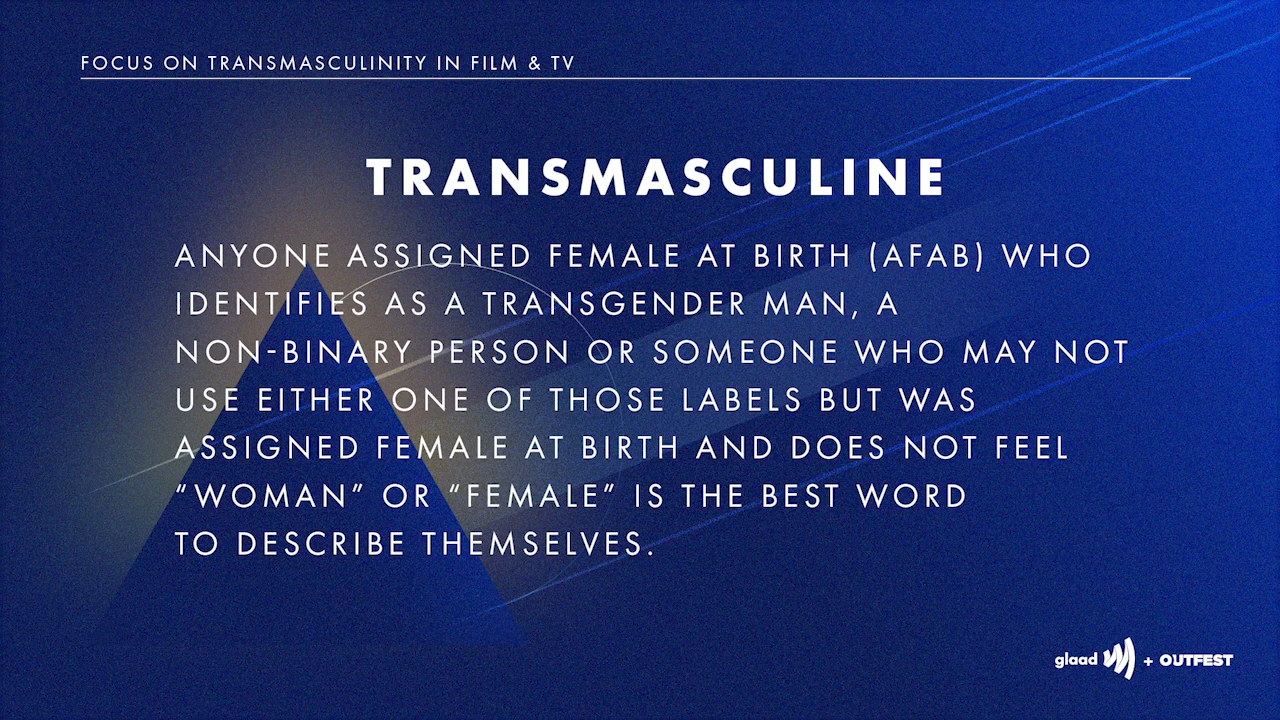 FOCUS ON TRANSMASCULINITY IN FILM & TV
TRANSMASCULINE
ANYONE ASSIGNED FEMALE AT BIRTH (AFAB) WHO
IDENTIFIES AS A TRANSGENDER MAN, A
NON-BINARY PERSON OR SOMEONE WHO MAY NOT
USE EITHER ONE OF THOSE LABELS BUT WAS
ASSIGNED FEMALE AT BIRTH AND DOES NOT FEEL
“WOMAN” OR “FEMALE” IS THE BEST WORD
TO DESCRIBE THEMSELVES.
glaad + OUTFEST